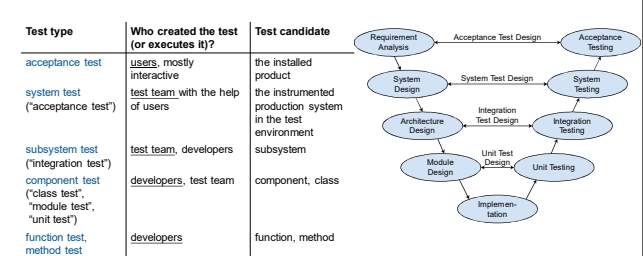 Test type
Who created the test
(or executes it)?
Test candidate
acceptance test
users, mostly
interactive
the installed
product
system test
("acceptance test")
test team with the help
of users
the instrumented
production system
in the test
environment
subsystem test
("integration test")
test team, developers
subsystem
component test
("class test",
"module test",
"unit test")
developers, test team
component, class
function test,
method test
developers
function, method
Requirement
Analysis
Acceptance Test Design
Acceptance
Testing
System
Design
System Test Design
System
Testing
Architecture
Design
Integration
Test Design
Integration
Testing
Module
Design
Unit Test
Design
Unit Testing
Implemen-
tation